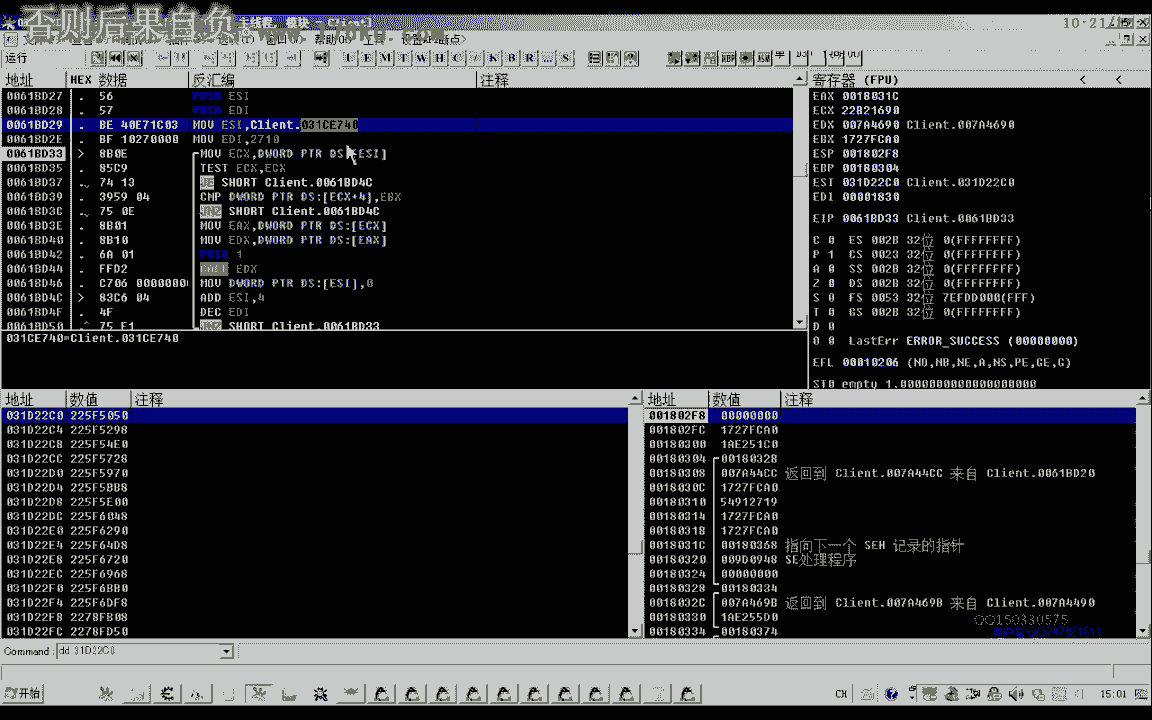 否则后果自负
主线程, 模块 - Client]
10:21
运行
L E M T W H C / K B R ... S
地址 HEX 数据 反汇编 注释
0061BD27 . 56 PUSH ESI
0061BD28 . 57 PUSH EDI
0061BD29 . BE 40E71C03 MOV ESI,Client.031CE740
0061BD2E . BF 10270000 MOV EDI,2710
0061BD33 > 8B0E MOV ECX,DWORD PTR DS:[ESI]
0061BD35 . 85C9 TEST ECX,ECX
0061BD37 . 74 13 JE SHORT Client.0061BD4C
0061BD39 . 3959 04 CMP DWORD PTR DS:[ECX+4],EBX
0061BD3C . 75 0E JNZ SHORT Client.0061BD4C
0061BD3E . 8B01 MOV EAX,DWORD PTR DS:[ECX]
0061BD40 . 8B10 MOV EDX,DWORD PTR DS:[EAX]
0061BD42 . 6A 01 PUSH 1
0061BD44 . FFD2 CALL EDX
0061BD46 . C706 00000000 MOV DWORD PTR DS:[ESI],0
0061BD4C > 83C6 04 ADD ESI,4
0061BD4F . 4F DEC EDI
0061BD50 .^ 75 E1 JNZ SHORT Client.0061BD33
031CE740=Client.031CE740
寄存器 (FPU) < <
EAX 0018031C
ECX 22B21690
EDX 007A4690 Client.007A4690
EBX 1727FCA0
ESP 001802F8
EBP 00180304
ESI 031D22C0 Client.031D22C0
EDI 00001830
EIP 0061BD33 Client.0061BD33
C 0 ES 002B 32位 0(FFFFFFFF)
P 1 CS 0023 32位 0(FFFFFFFF)
A 0 SS 002B 32位 0(FFFFFFFF)
Z 0 DS 002B 32位 0(FFFFFFFF)
S 0 FS 0053 32位 7EFDD000(FFF)
T 0 GS 002B 32位 0(FFFFFFFF)
D 0
O 0 LastErr ERROR_SUCCESS (00000000)
EFL 00010206 (NO,NB,NE,A,NS,PE,GE,G)
ST0 empty 1.0000000000000000000
地址 数值 注释
031D22C0 225F5050
031D22C4 225F5298
031D22C8 225F54E0
031D22CC 225F5728
031D22D0 225F5970
031D22D4 225F5BB8
031D22D8 225F5E00
031D22DC 225F6048
031D22E0 225F6290
031D22E4 225F64D8
031D22E8 225F6720
031D22EC 225F6968
031D22F0 225F6BB0
031D22F4 225F6DF8
031D22F8 2278FB08
031D22FC 2278FD50
地址 数值 注释
001802F8 00000000
001802FC 1727FCA0
00180300 1AE251C0
00180304 00180328
00180308 007A44CC 返回到 Client.007A44CC 来自 Client.0061BD20
0018030C 1727FCA0
00180310 54912719
00180314 1727FCA0
00180318 1727FCA0
0018031C 00180368 指向下一个 SEH 记录的指针
00180320 009D0948 SE处理程序
00180324 00000000
00180328 00180334
0018032C 007A469B 返回到 Client.007A469B 来自 Client.007A4490
00180330 1AE255D0
00180334 00180374
QQ150330575
Command: dd 31D22C0
开始
CH
15:01